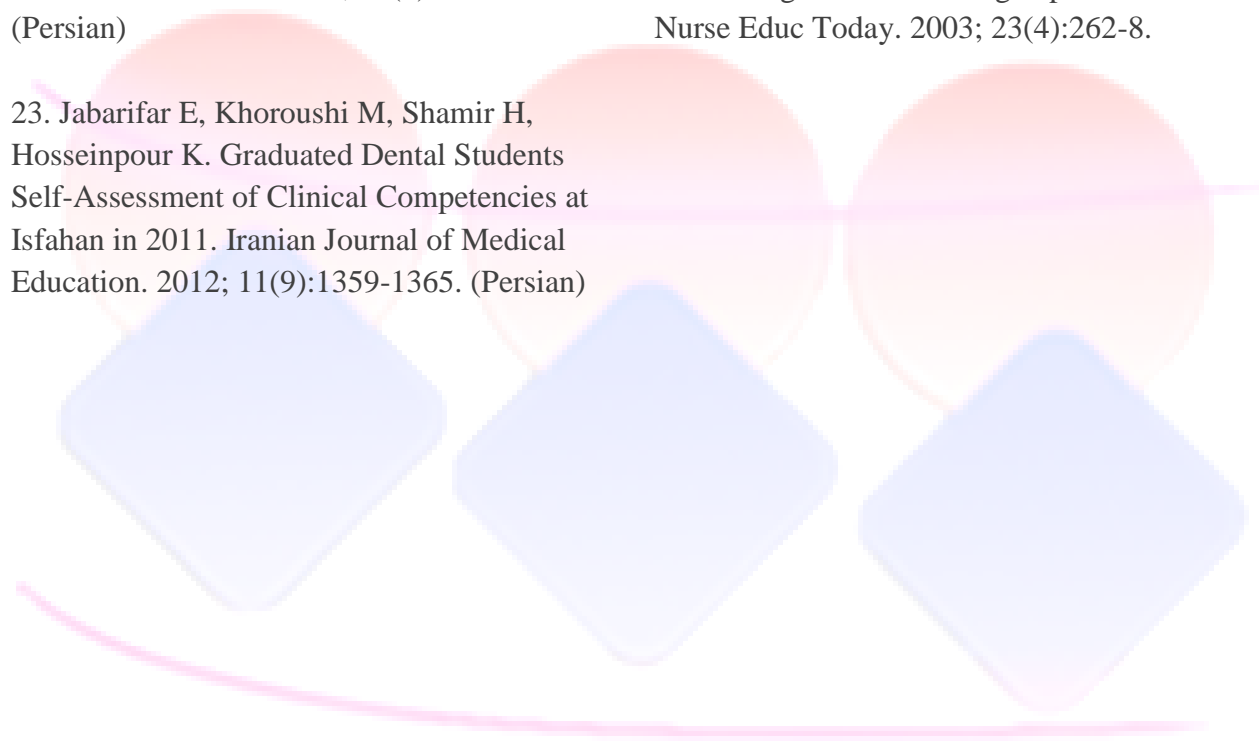 (Persian)
23. Jabarifar E, Khoroushi M, Shamir H,
Hosseinpour K. Graduated Dental Students
Self-Assessment of Clinical Competencies at
Isfahan in 2011. Iranian Journal of Medical
Education. 2012; 11(9):1359-1365. (Persian)
Nurse Educ Today. 2003; 23(4):262-8.